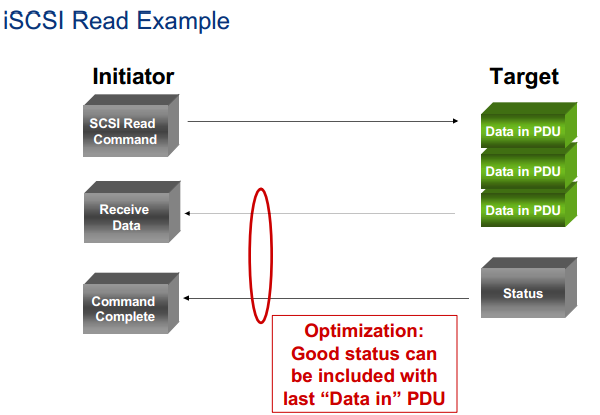 iSCSI Read Example
Initiator
Target
SCSI Read
Command
Data in PDU
Data in PDU
Data in PDU
Receive
Data
Command
Complete
Status
Optimization:
Good status can
be included with
last “Data in” PDU